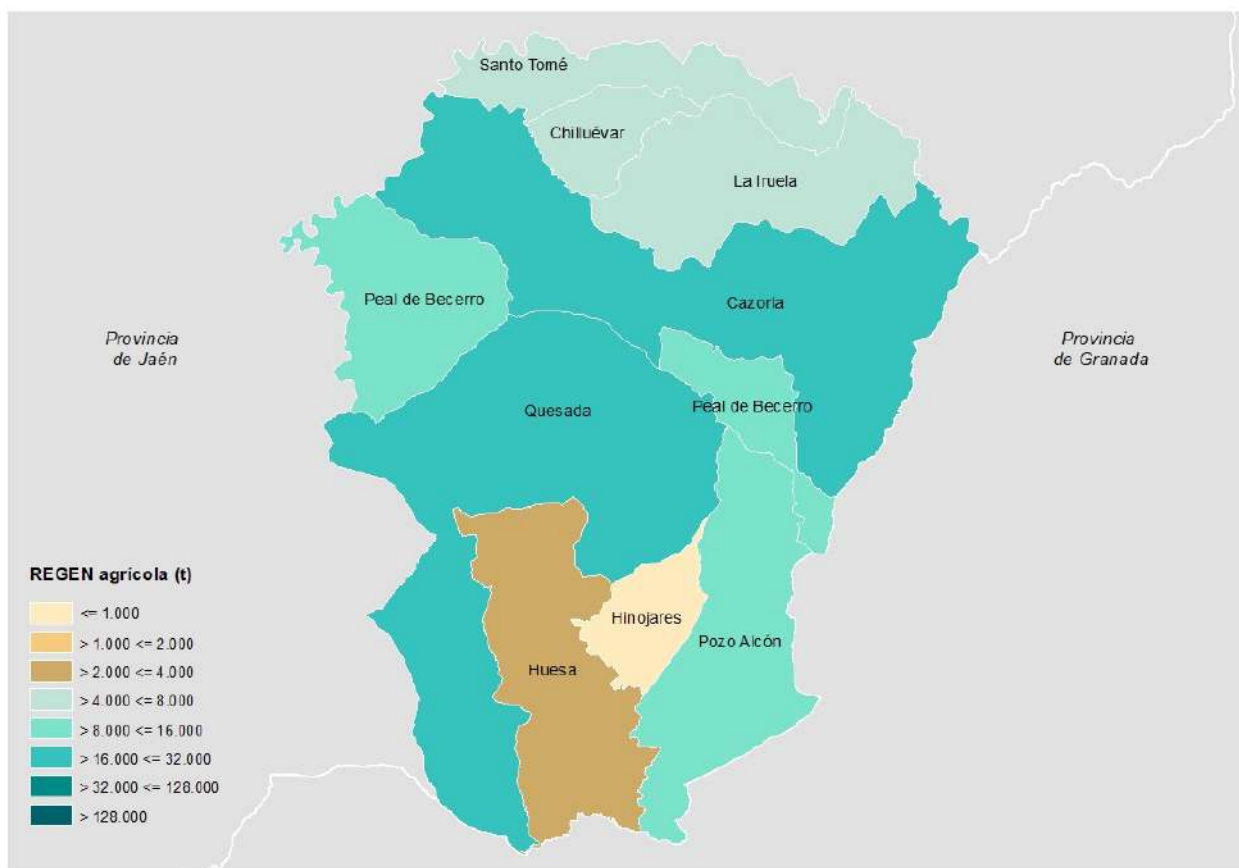 Santo Tomé
Chilluévar
La Iruela
Peal de Becerro
Cazorla
Provincia
de Jaén
Provincia
de Granada
Quesada
Peal de Becerro
Hinojares
Pozo Alcón
Huesa
REGEN agrícola (t)
<= 1.000
> 1.000 <= 2.000
> 2.000 <= 4.000
> 4.000 <= 8.000
> 8.000 <= 16.000
> 16.000 <= 32.000
> 32.000 <= 128.000
> 128.000